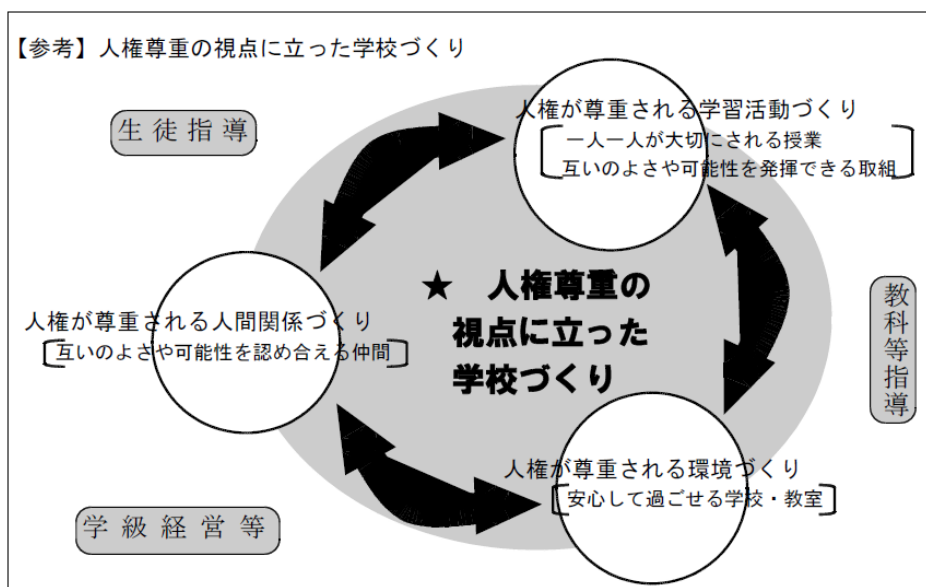 【参考】人権尊重の視点に立った学校づくり
生徒指導
人権が尊重される学習活動づくり
一人一人が大切にされる授業
互いのよさや可能性を発揮できる取組
★　人権尊重の
視点に立った
学校づくり
人権が尊重される人間関係づくり
互いのよさや可能性を認め合える仲間
教科等指導
人権が尊重される環境づくり
安心して過ごせる学校・教室
学級経営等